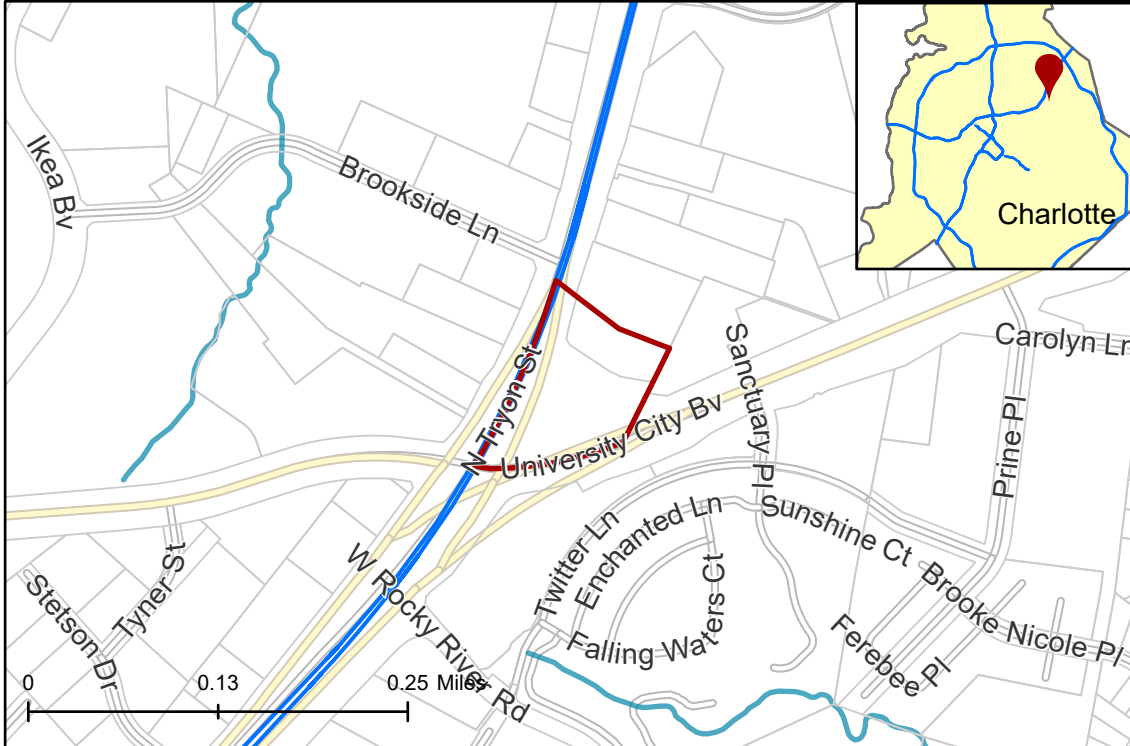 Ikea Bv
Brookside Ln
Charlotte
N Tryon St
University City Bv
Sanctuary Pl
Carolyn Ln
Prine Pl
Sunshine Ct
Enchanted Ln
Twitter Ln
Falling Waters Ct
Brooke Nicole Pl
Ferebee Pl
W Rocky River Rd
Tyner St
Stetson Dr
0 0.13 0.25 Miles